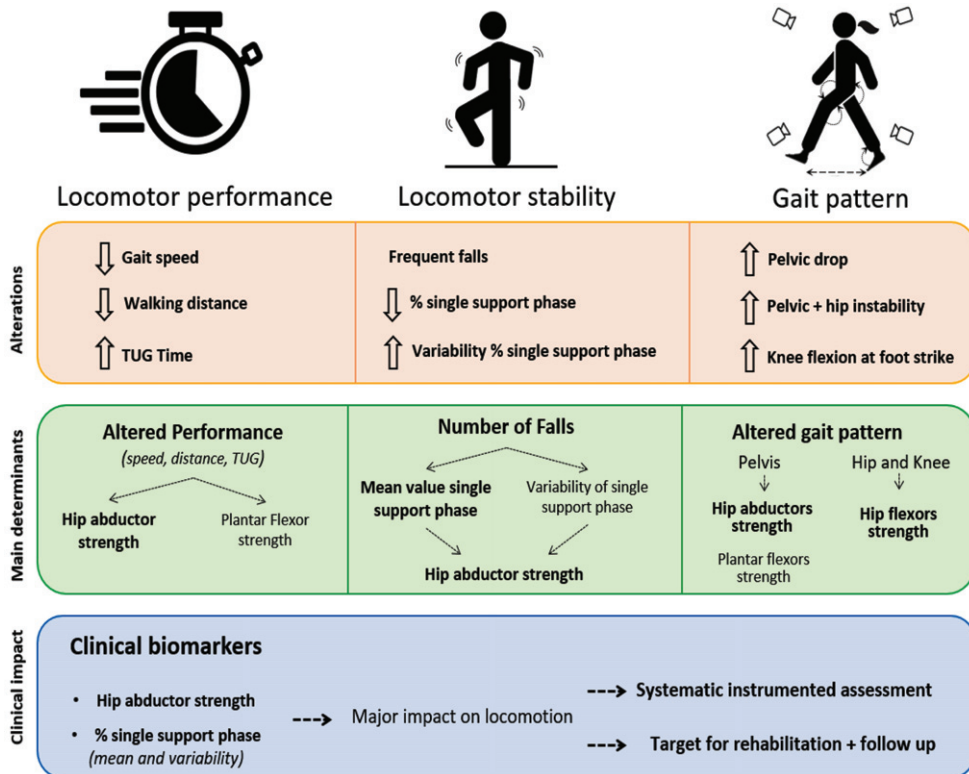 Locomotor performance
Locomotor stability
Gait pattern
Alterations
Gait speed
Walking distance
TUG Time
Frequent falls
% single support phase
Variability % single support phase
Pelvic drop
Pelvic + hip instability
Knee flexion at foot strike
Main determinants
Altered Performance
(speed, distance, TUG)
Hip abductor
strength
Plantar Flexor
strength
Number of Falls
Mean value single
support phase
Variability of single
support phase
Hip abductor strength
Altered gait pattern
Pelvis
Hip abductors
strength
Plantar flexors
strength
Hip and Knee
Hip flexors
strength
Clinical impact
Clinical biomarkers
• Hip abductor strength
• % single support phase
(mean and variability)
Major impact on locomotion
Systematic instrumented assessment
Target for rehabilitation + follow up